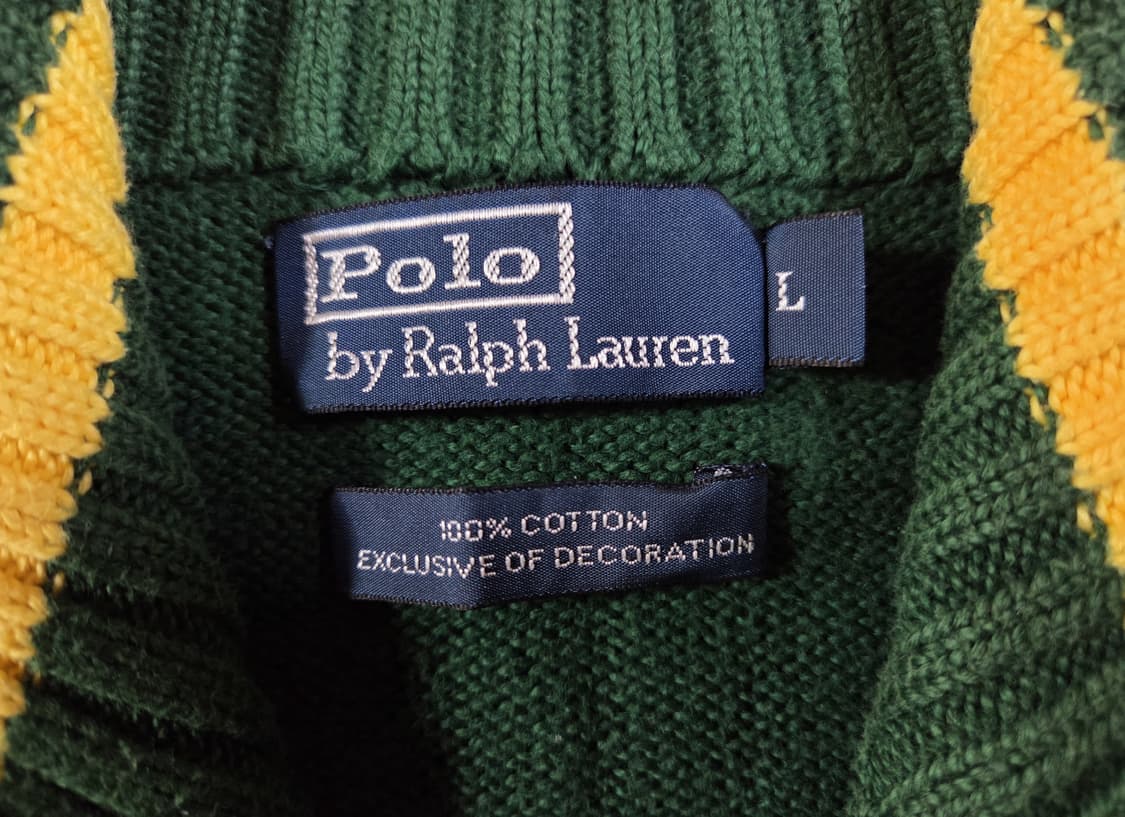 Polo
by Ralph Lauren
L
100% COTTON
EXCLUSIVE OF DECORATION